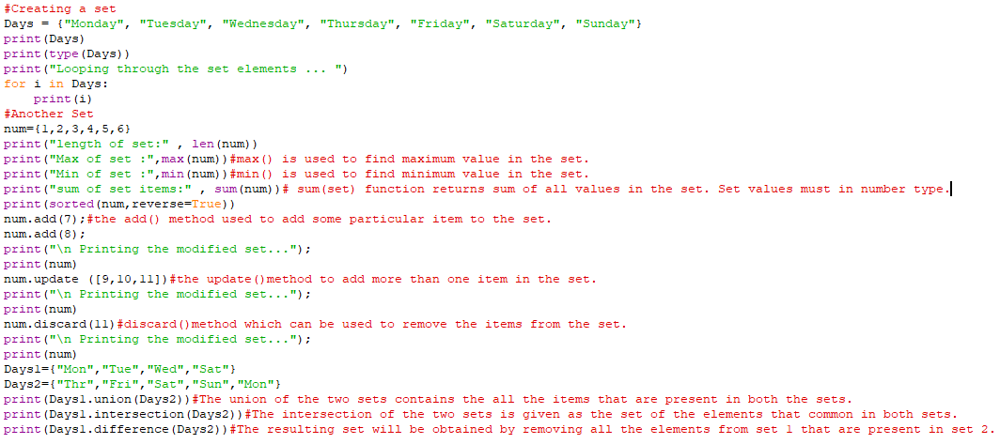 #Creating a set
Days = {"Monday", "Tuesday", "Wednesday", "Thursday", "Friday", "Saturday", "Sunday"}
print(Days)
print(type(Days))
print("Looping through the set elements ... ")
for i in Days:
    print(i)
#Another Set
num={1,2,3,4,5,6}
print("length of set:" , len(num))
print("Max of set :",max(num))#max() is used to find maximum value in the set.
print("Min of set :",min(num))#min() is used to find minimum value in the set.
print("sum of set items:" , sum(num))# sum(set) function returns sum of all values in the set. Set values must in number type.
print(sorted(num,reverse=True))
num.add(7);#the add() method used to add some particular item to the set.
num.add(8);
print("\n Printing the modified set...");
print(num)
num.update ([9,10,11])#the update()method to add more than one item in the set.
print("\n Printing the modified set...");
print(num)
num.discard(11)#discard()method which can be used to remove the items from the set.
print("\n Printing the modified set...");
print(num)
Days1={"Mon","Tue","Wed","Sat"}
Days2={"Thr","Fri","Sat","Sun","Mon"}
print(Days1.union(Days2))#The union of the two sets contains the all the items that are present in both the sets.
print(Days1.intersection(Days2))#The intersection of the two sets is given as the set of the elements that common in both sets.
print(Days1.difference(Days2))#The resulting set will be obtained by removing all the elements from set 1 that are present in set 2.